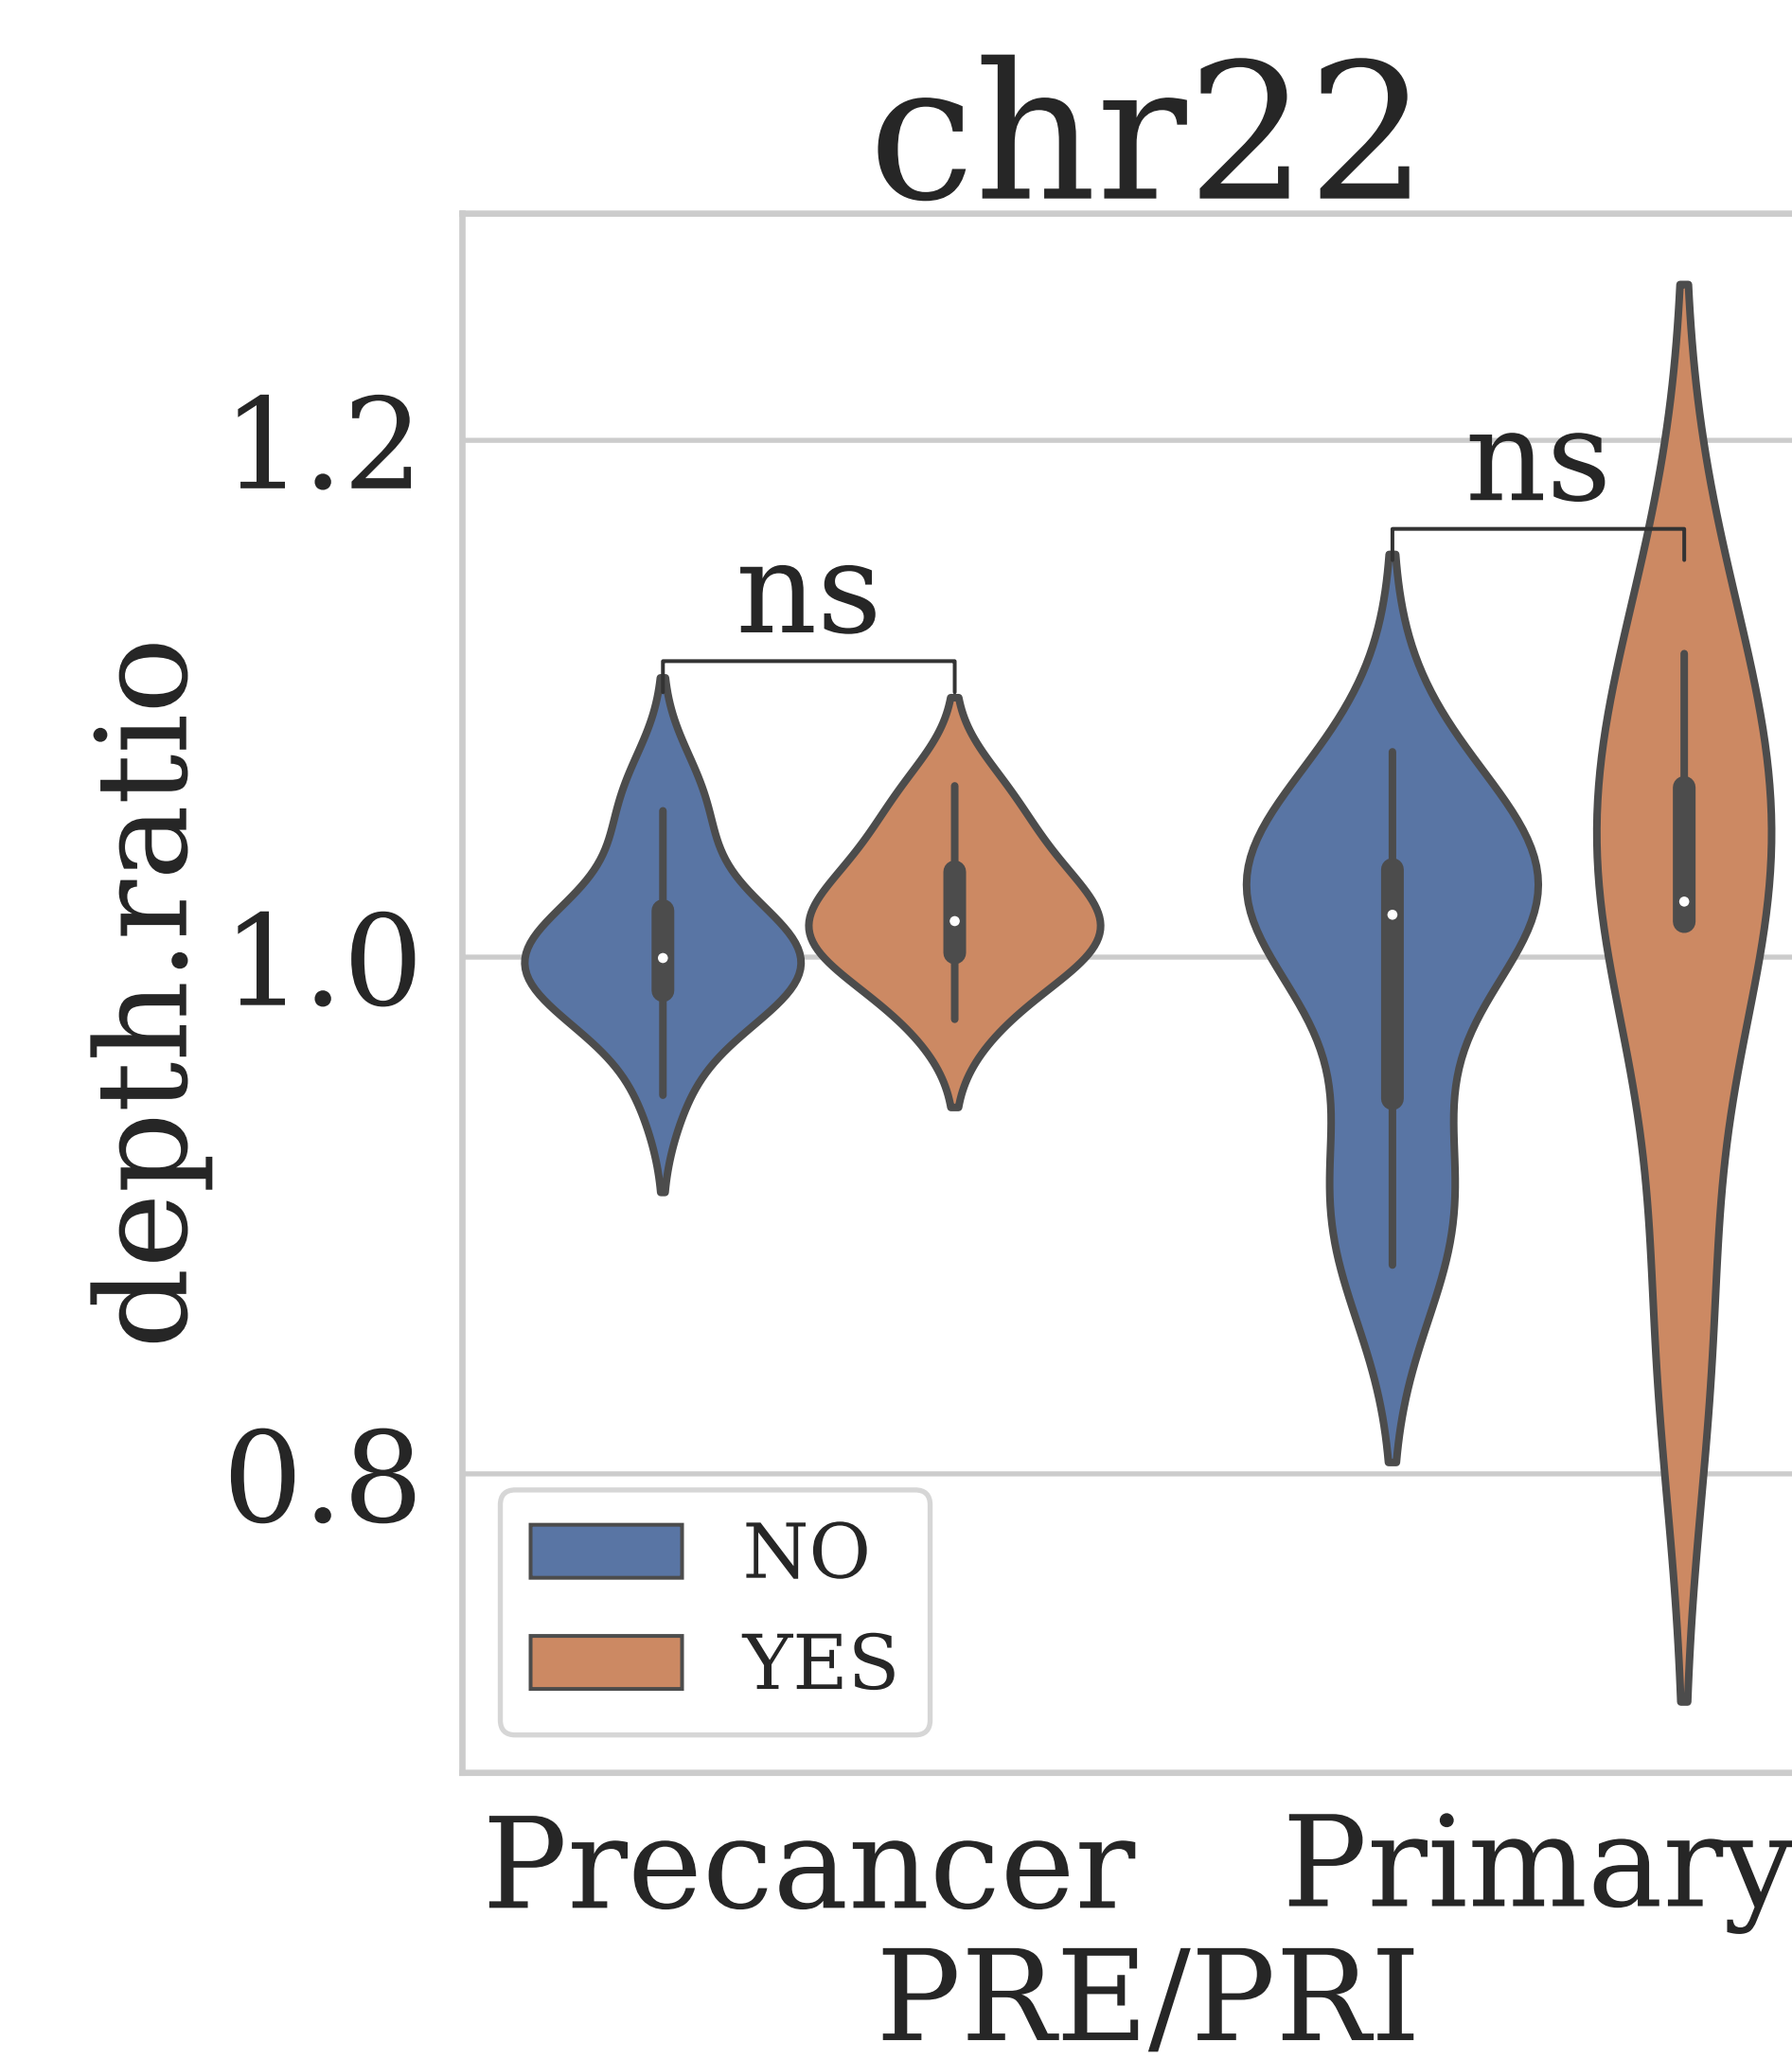 chr22
1.2
ns
ns
depth.ratio
1.0
0.8
NO
YES
Precancer Primary
PRE/PRI